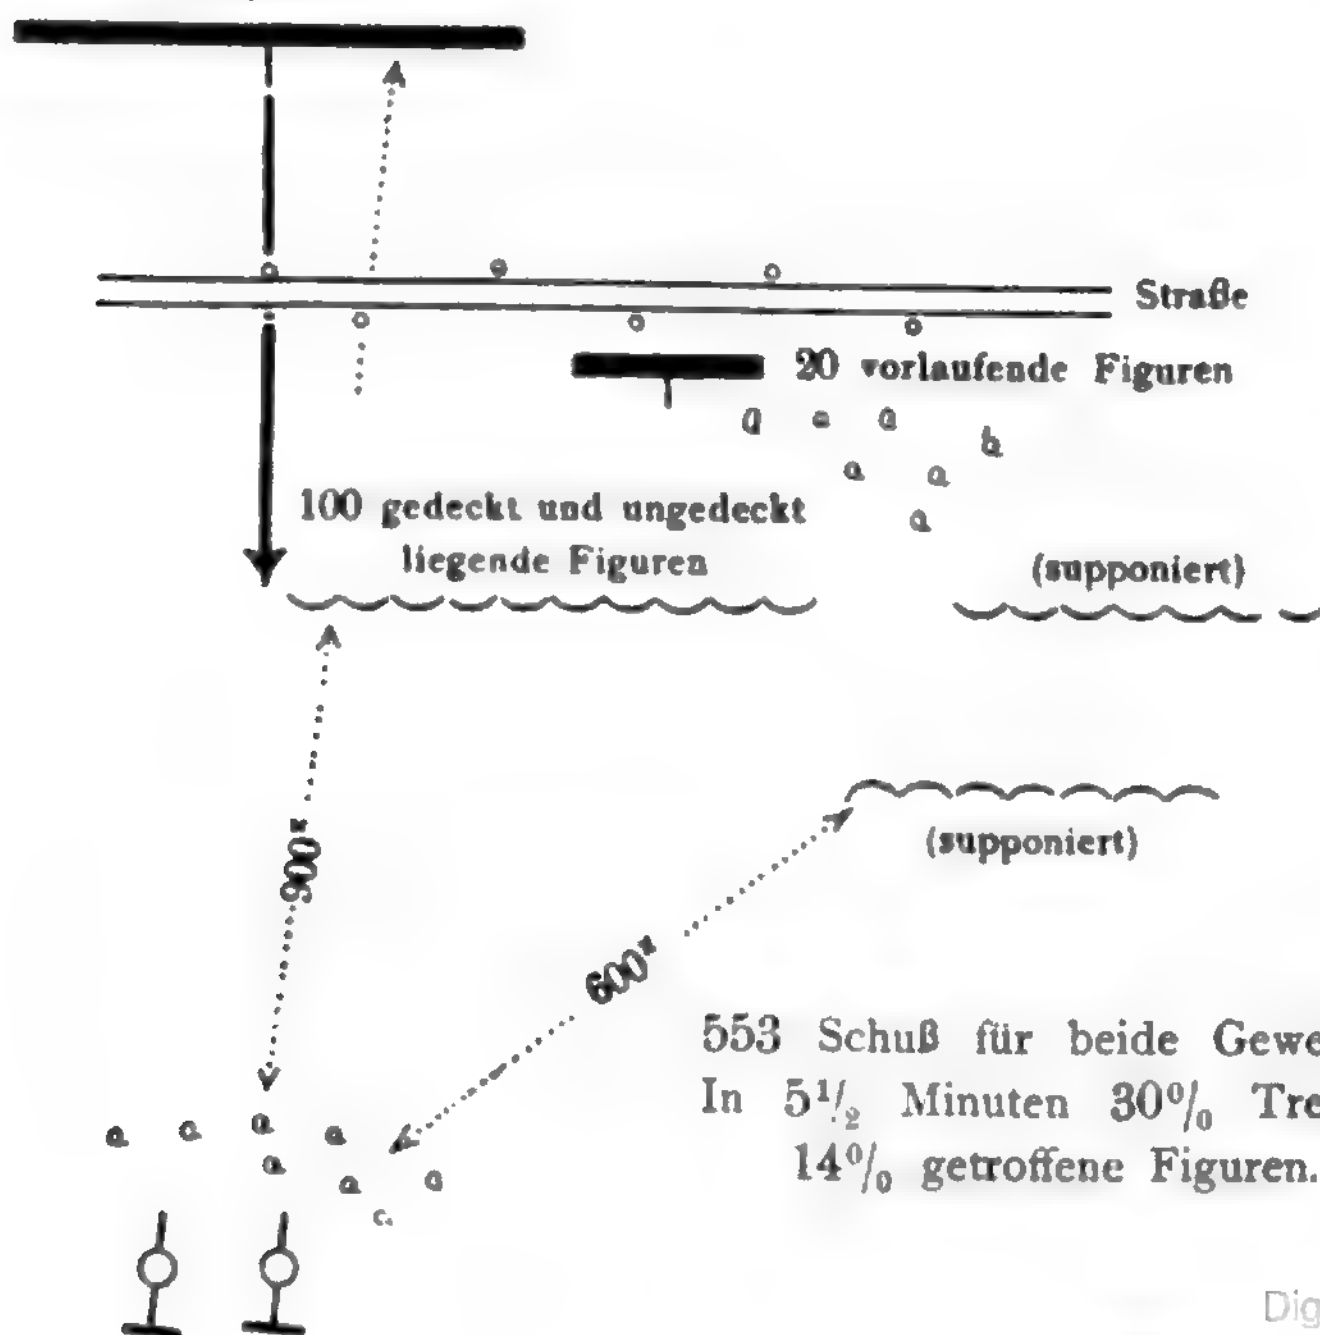 Straße
20 vorlaufende Figuren
100 gedeckt und ungedeckt
liegende Figuren
(supponiert)
(supponiert)
900ˣ
600ˣ
553 Schuß für beide Gewe
In 5½ Minuten 30% Tre
14% getroffene Figuren.
Dig